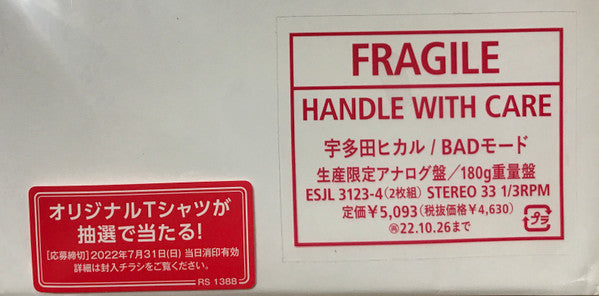 FRAGILE
HANDLE WITH CARE
宇多田ヒカル / BADモード
生産限定アナログ盤／180g重量盤
ESJL 3123-4(2枚組) STEREO 33 1/3RPM
定価¥5,093(税抜価格¥4,630)
㋐22.10.26まで
プラ
オリジナルTシャツが
抽選で当たる!
[応募締切]2022年7月31日(日) 当日消印有効
詳細は封入チラシをご覧ください。
RS 1388